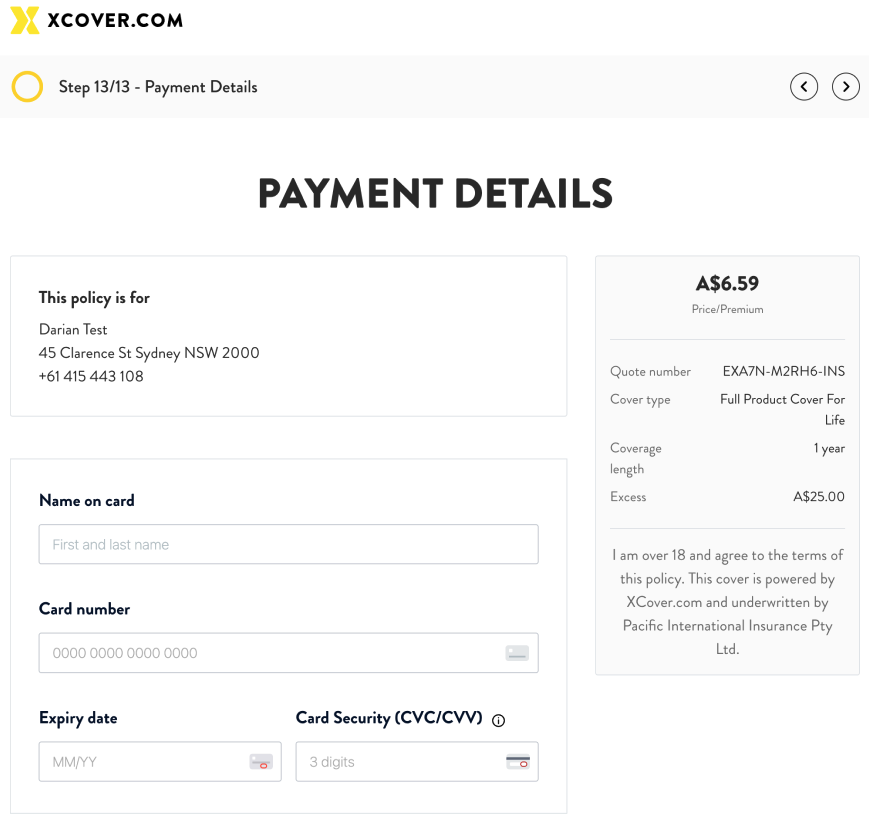 XCOVER.COM
Step 13/13 - Payment Details
PAYMENT DETAILS
This policy is for
Darian Test
45 Clarence St Sydney NSW 2000
+61 415 443 108
Name on card
First and last name
Card number
0000 0000 0000 0000
Expiry date
Card Security (CVC/CVV)
MM/YY
3 digits
A$6.59
Price/Premium
Quote number EXA7N-M2RH6-INS
Cover type Full Product Cover For
Life
Coverage 1 year
length
Excess A$25.00
I am over 18 and agree to the terms of
this policy. This cover is powered by
XCover.com and underwritten by
Pacific International Insurance Pty
Ltd.